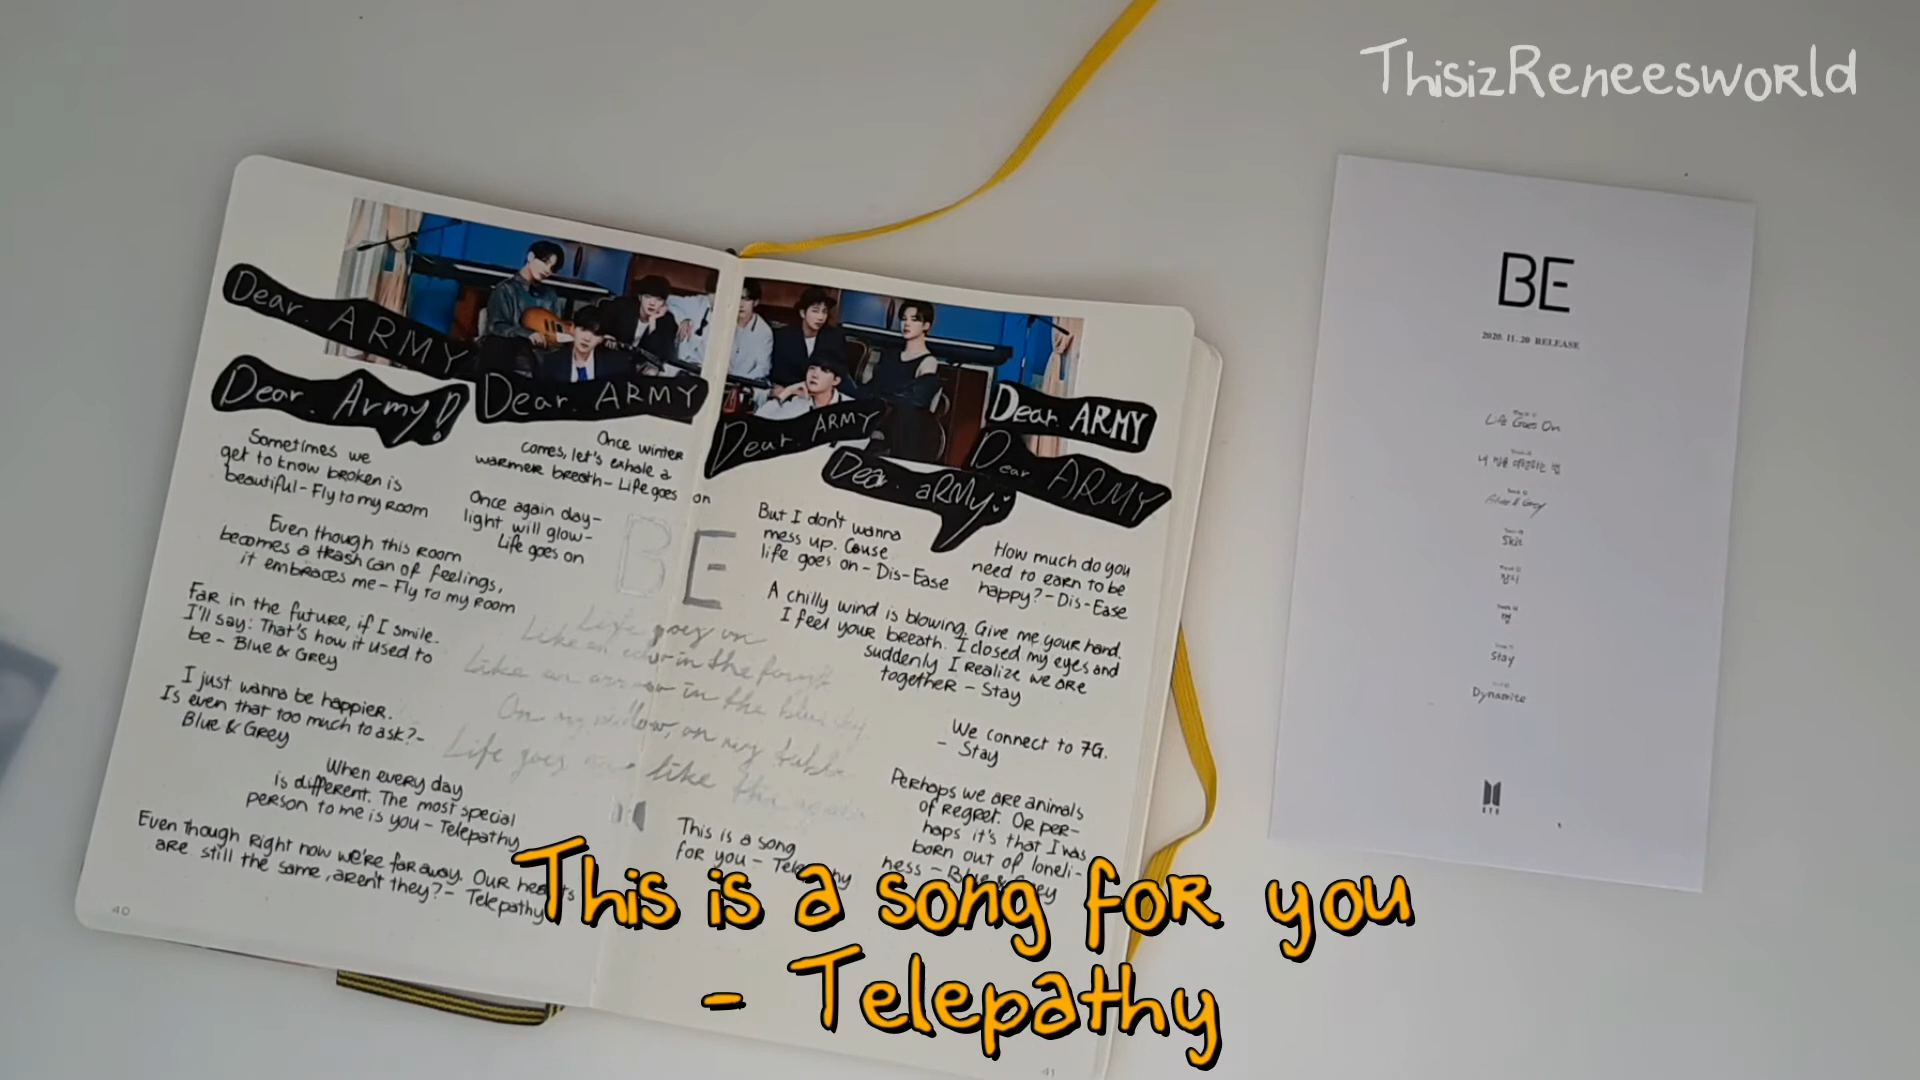 ThisizReneesworld
Dear. ARMY
Dear. Army!
Dear. ARMY
Dear. ARMY
Dear. ARMY
Dear. aRMy
Dear ARMY
Sometimes we
get to know broken is
beautiful - Fly to my room
Even though this room
becomes a trash can of feelings,
it embraces me - Fly to my room
Far in the future, if I smile.
I'll say: That's how it used to
be - Blue & Grey
I just wanna be happier.
Is even that too much to ask? -
Blue & Grey
When every day
is different. The most special
person to me is you - Telepathy
Even though right now we're far away. Our hearts
are still the same, aren't they? - Telepathy
Once winter
comes, let's exhale a
warmer breath - Life goes on
Once again day-
light will glow -
Life goes on
BE
Life goes on
Like an echo in the forest
Like an arrow in the blue sky
On my pillow, on my table
Life goes on like this again
This is a song
for you - Telepathy
But I don't wanna
mess up. Cause
life goes on - Dis-Ease
How much do you
need to earn to be
happy? - Dis-Ease
A chilly wind is blowing. Give me your hand.
I feel your breath. I closed my eyes and
suddenly I realize we are
together - Stay
We connect to 7G.
- Stay
Perhaps we are animals
of regret. Or per-
haps it's that I was
born out of loneli-
ness - Blue & Grey
40
41
BE
2020. 11. 20 RELEASE
Life Goes On
내 방을 여행하는 법
Blue & Grey
Skit
잠시
병
Stay
Dynamite
BTS
This is a song for you
- Telepathy